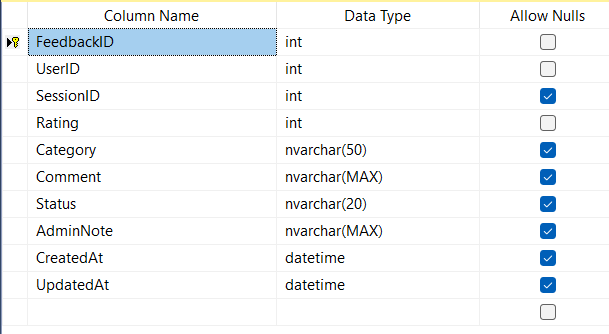 Column Name Data Type Allow Nulls
FeedbackID int
UserID int
SessionID int
Rating int
Category nvarchar(50)
Comment nvarchar(MAX)
Status nvarchar(20)
AdminNote nvarchar(MAX)
CreatedAt datetime
UpdatedAt datetime